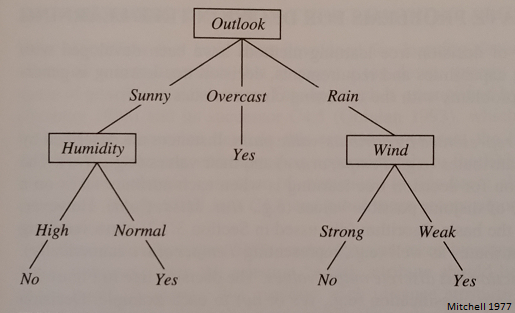 Outlook
Sunny Overcast Rain
Humidity Yes Wind
High Normal Strong Weak
No Yes No Yes
Mitchell 1977